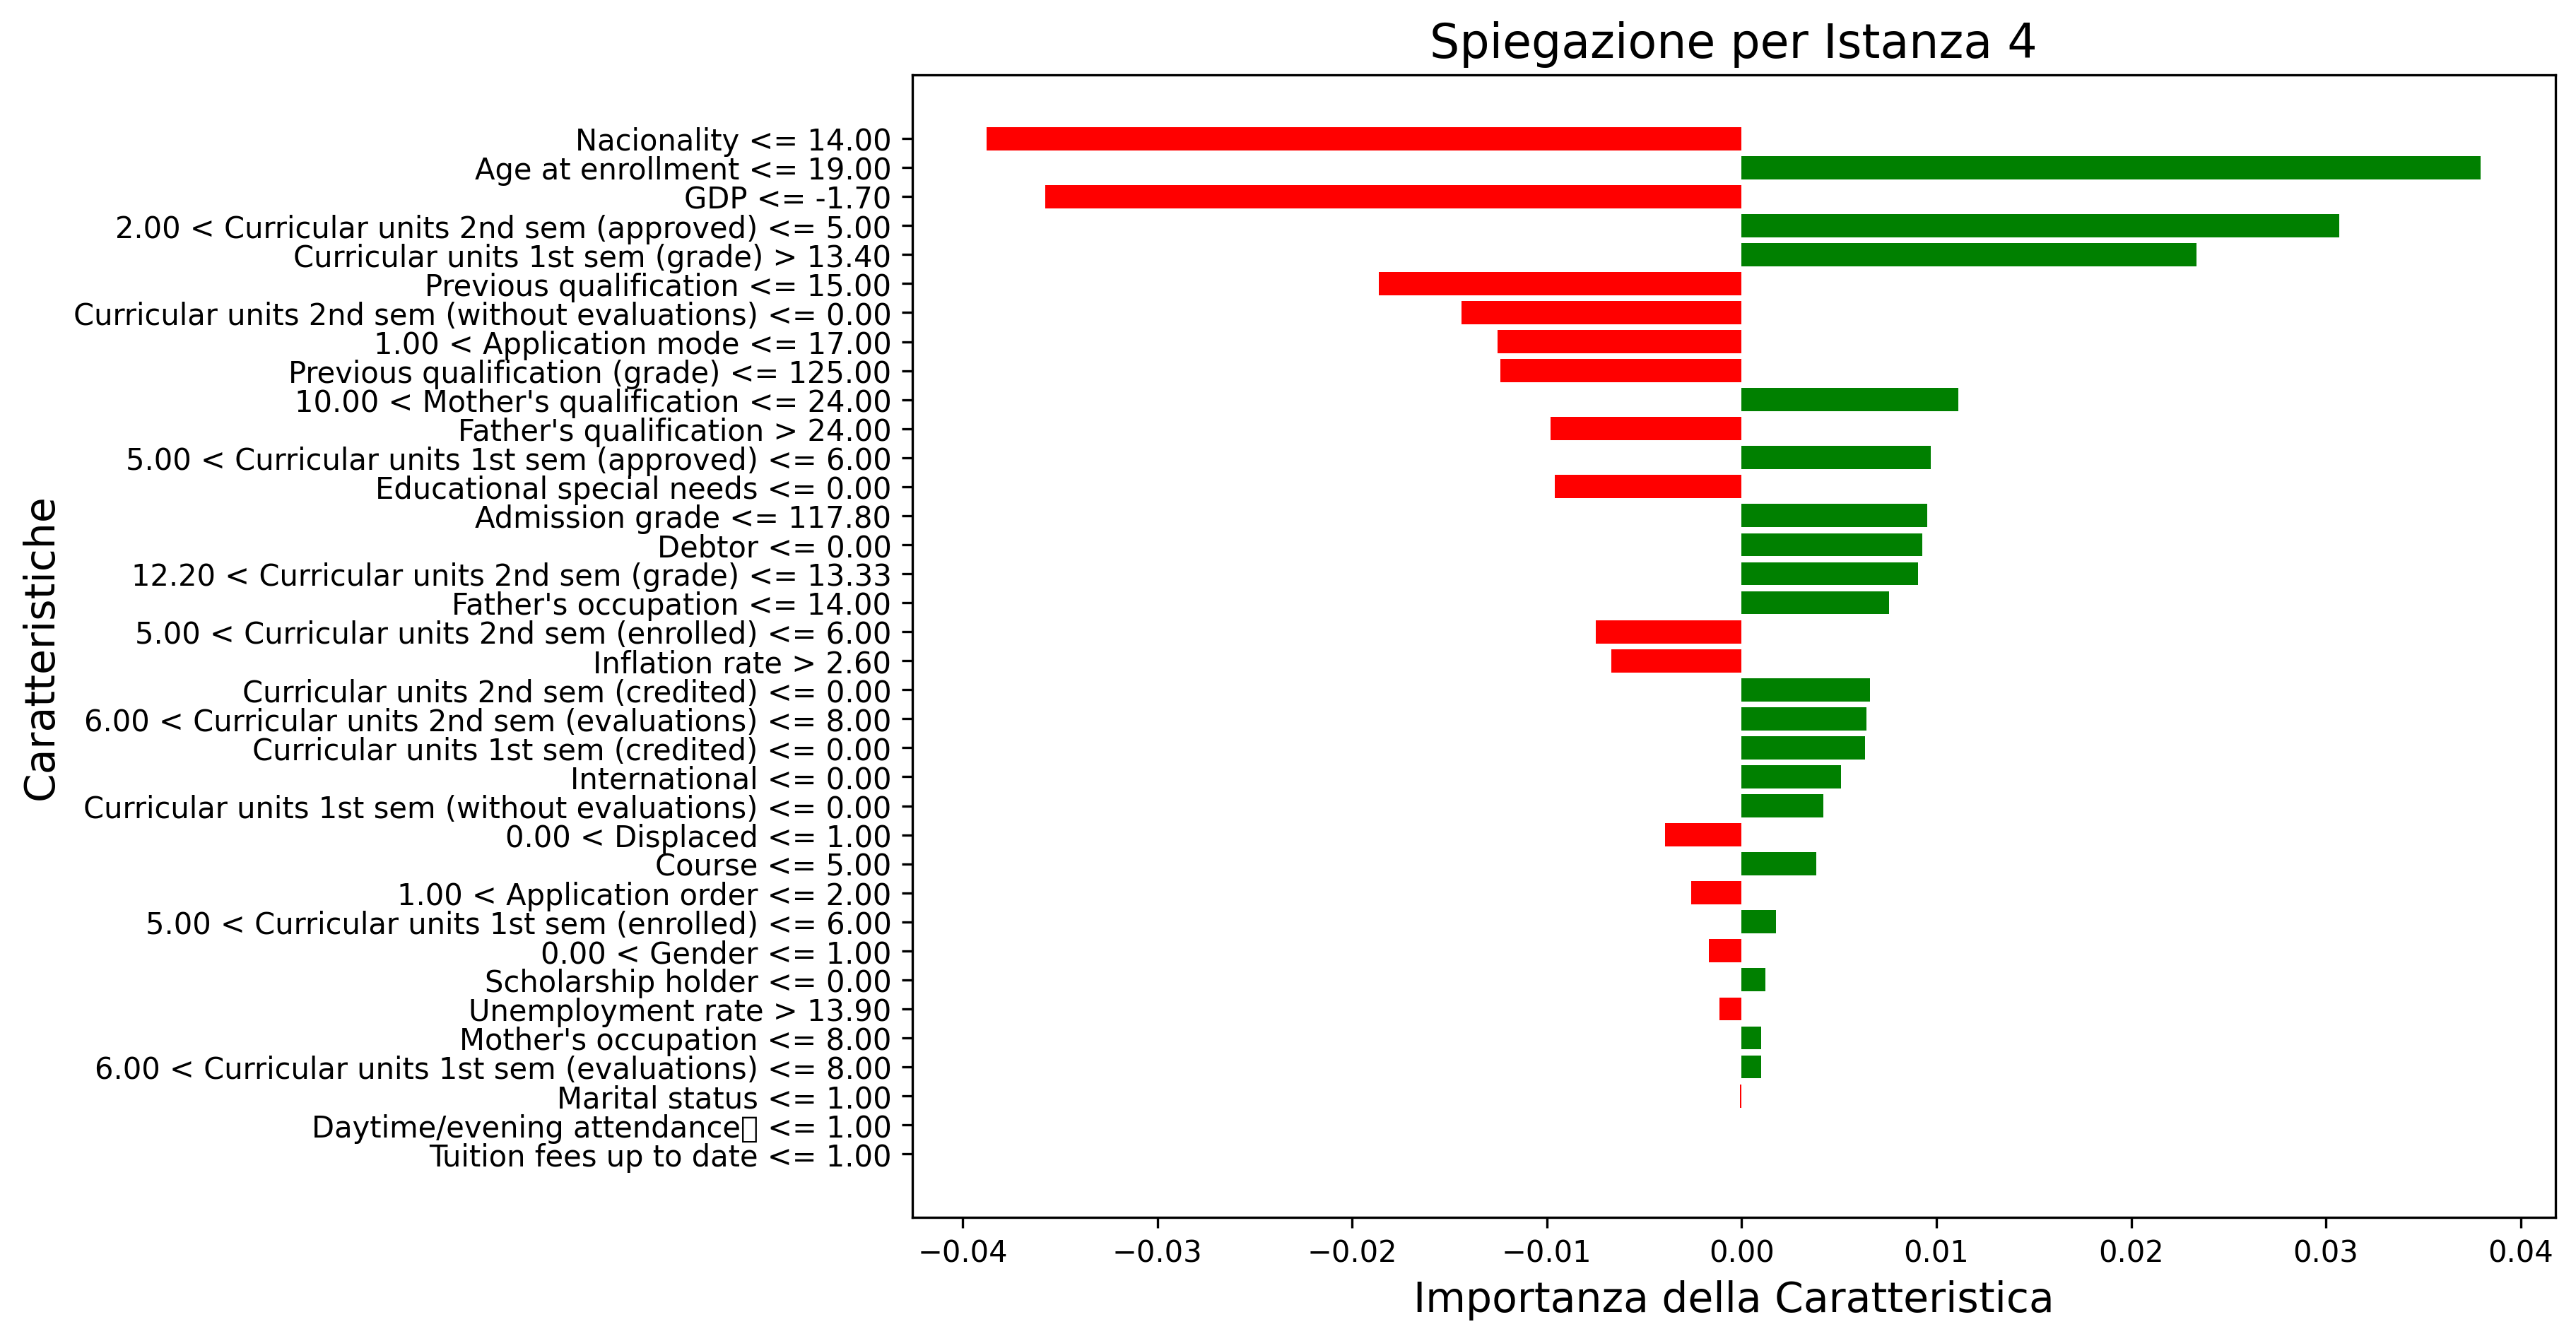 Spiegazione per Istanza 4
Caratteristiche
Nacionality <= 14.00
Age at enrollment <= 19.00
GDP <= -1.70
2.00 < Curricular units 2nd sem (approved) <= 5.00
Curricular units 1st sem (grade) > 13.40
Previous qualification <= 15.00
Curricular units 2nd sem (without evaluations) <= 0.00
1.00 < Application mode <= 17.00
Previous qualification (grade) <= 125.00
10.00 < Mother's qualification <= 24.00
Father's qualification > 24.00
5.00 < Curricular units 1st sem (approved) <= 6.00
Educational special needs <= 0.00
Admission grade <= 117.80
Debtor <= 0.00
12.20 < Curricular units 2nd sem (grade) <= 13.33
Father's occupation <= 14.00
5.00 < Curricular units 2nd sem (enrolled) <= 6.00
Inflation rate > 2.60
Curricular units 2nd sem (credited) <= 0.00
6.00 < Curricular units 2nd sem (evaluations) <= 8.00
Curricular units 1st sem (credited) <= 0.00
International <= 0.00
Curricular units 1st sem (without evaluations) <= 0.00
0.00 < Displaced <= 1.00
Course <= 5.00
1.00 < Application order <= 2.00
5.00 < Curricular units 1st sem (enrolled) <= 6.00
0.00 < Gender <= 1.00
Scholarship holder <= 0.00
Unemployment rate > 13.90
Mother's occupation <= 8.00
6.00 < Curricular units 1st sem (evaluations) <= 8.00
Marital status <= 1.00
Daytime/evening attendance▯ <= 1.00
Tuition fees up to date <= 1.00
−0.04 −0.03 −0.02 −0.01 0.00 0.01 0.02 0.03 0.04
Importanza della Caratteristica